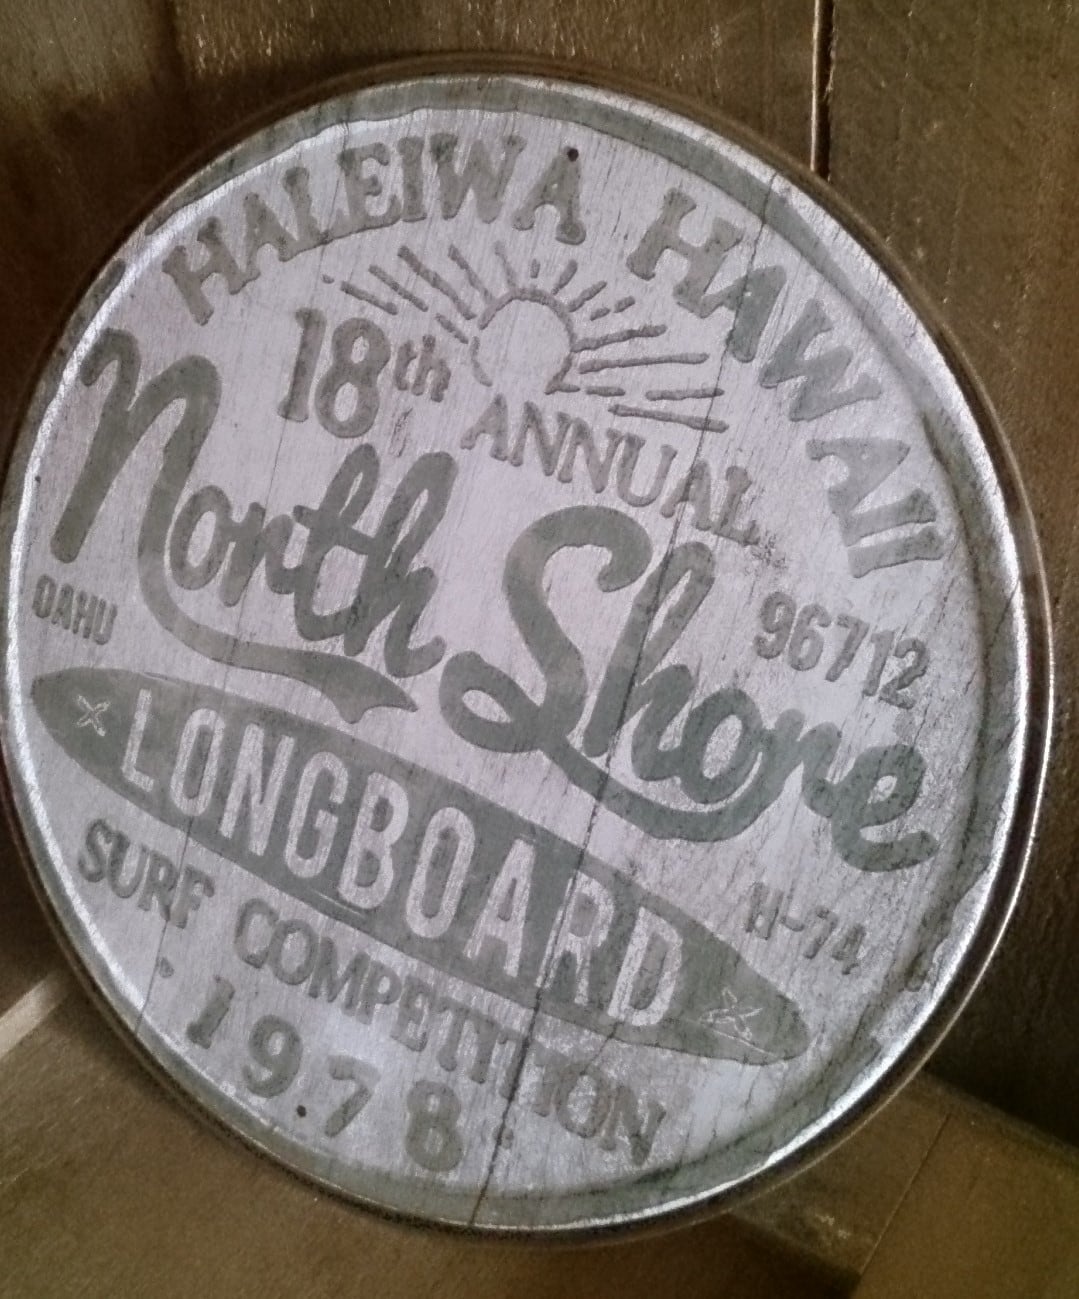 HALEIWA HAWAII
18th ANNUAL
North Shore
OAHU
96712
LONGBOARD
H-74
SURF COMPETITION
1978